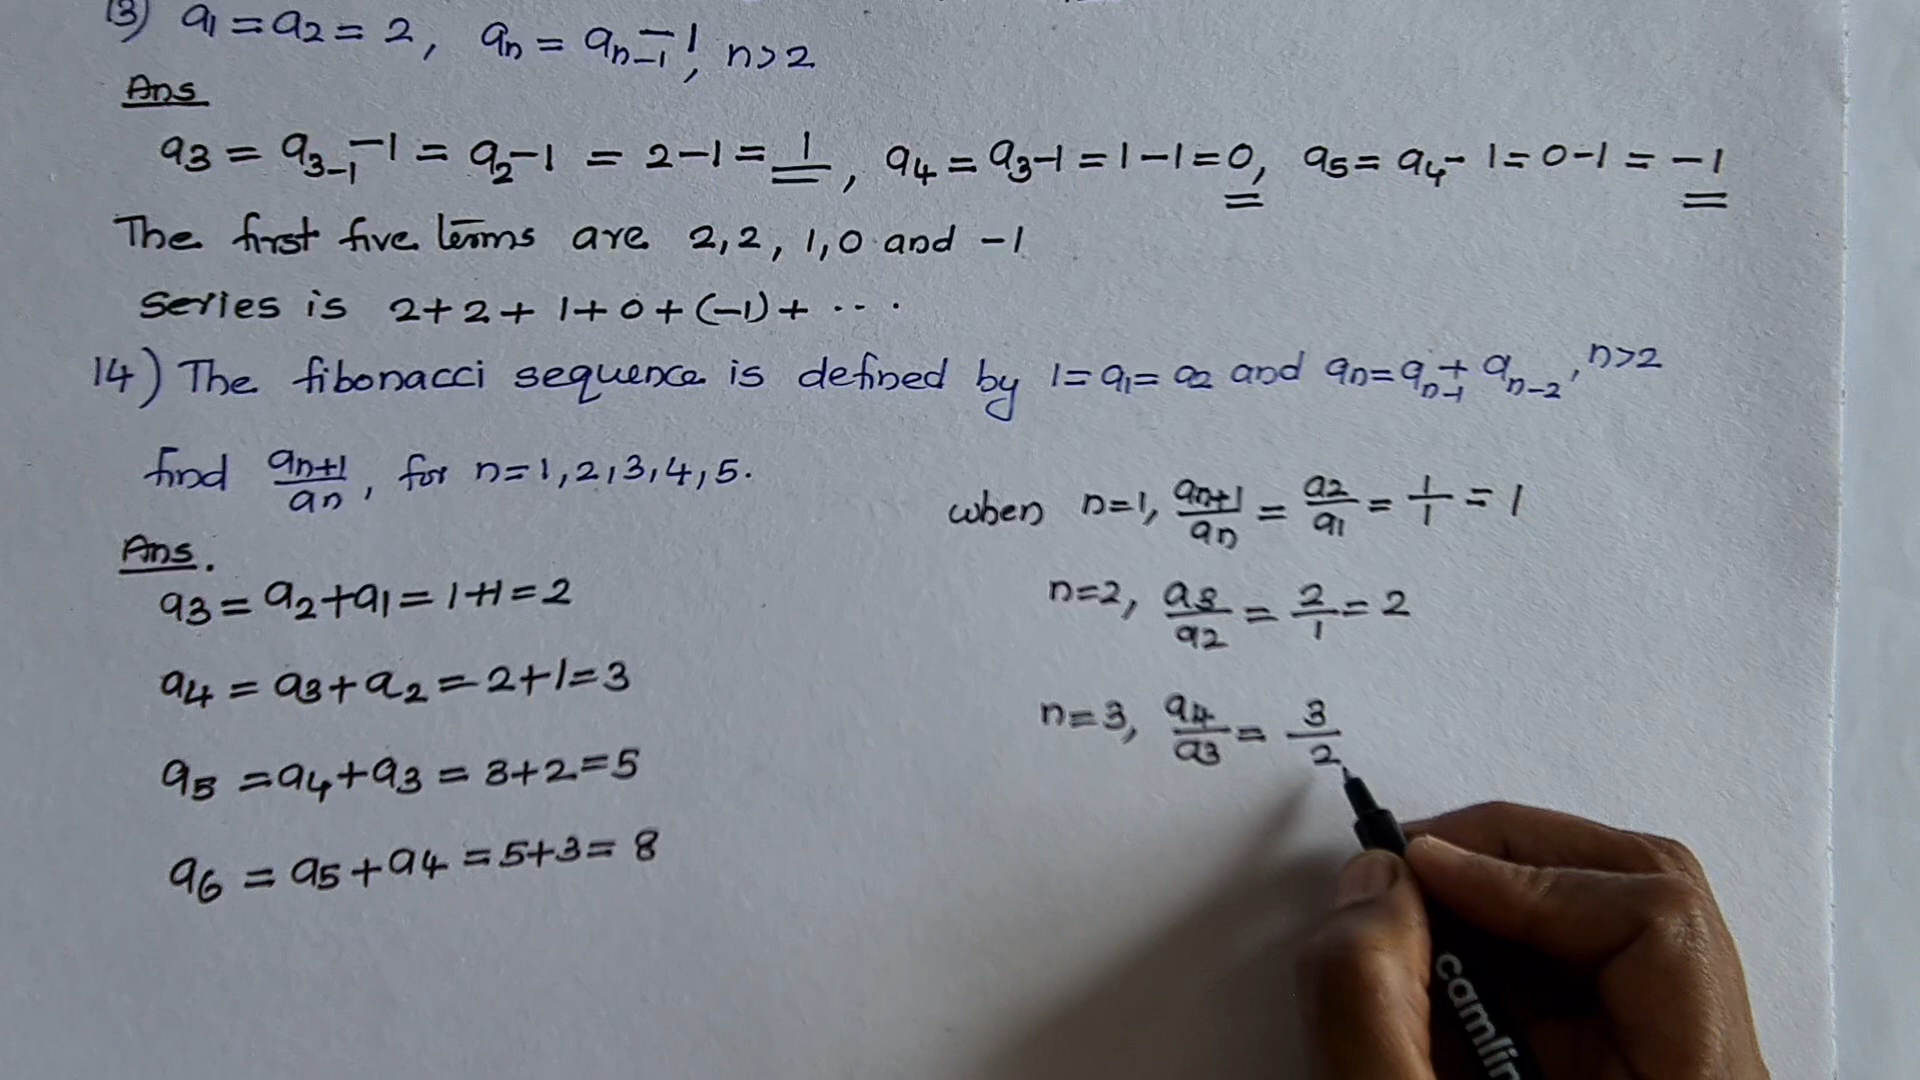 13) a₁ = a₂ = 2, aₙ = aₙ₋₁ - 1, n > 2
Ans
a₃ = a₃₋₁ - 1 = a₂ - 1 = 2 - 1 = 1, a₄ = a₃ - 1 = 1 - 1 = 0, a₅ = a₄ - 1 = 0 - 1 = -1
The first five terms are 2, 2, 1, 0 and -1
Series is 2 + 2 + 1 + 0 + (-1) + ...
14) The fibonacci sequence is defined by 1 = a₁ = a₂ and aₙ = aₙ₋₁ + aₙ₋₂, n > 2
find aₙ₊₁/aₙ, for n = 1, 2, 3, 4, 5.
Ans.
a₃ = a₂ + a₁ = 1 + 1 = 2
a₄ = a₃ + a₂ = 2 + 1 = 3
a₅ = a₄ + a₃ = 3 + 2 = 5
a₆ = a₅ + a₄ = 5 + 3 = 8
when n = 1, aₙ₊₁/aₙ = a₂/a₁ = 1/1 = 1
n = 2, a₃/a₂ = 2/1 = 2
n = 3, a₄/a₃ = 3/2
camlin